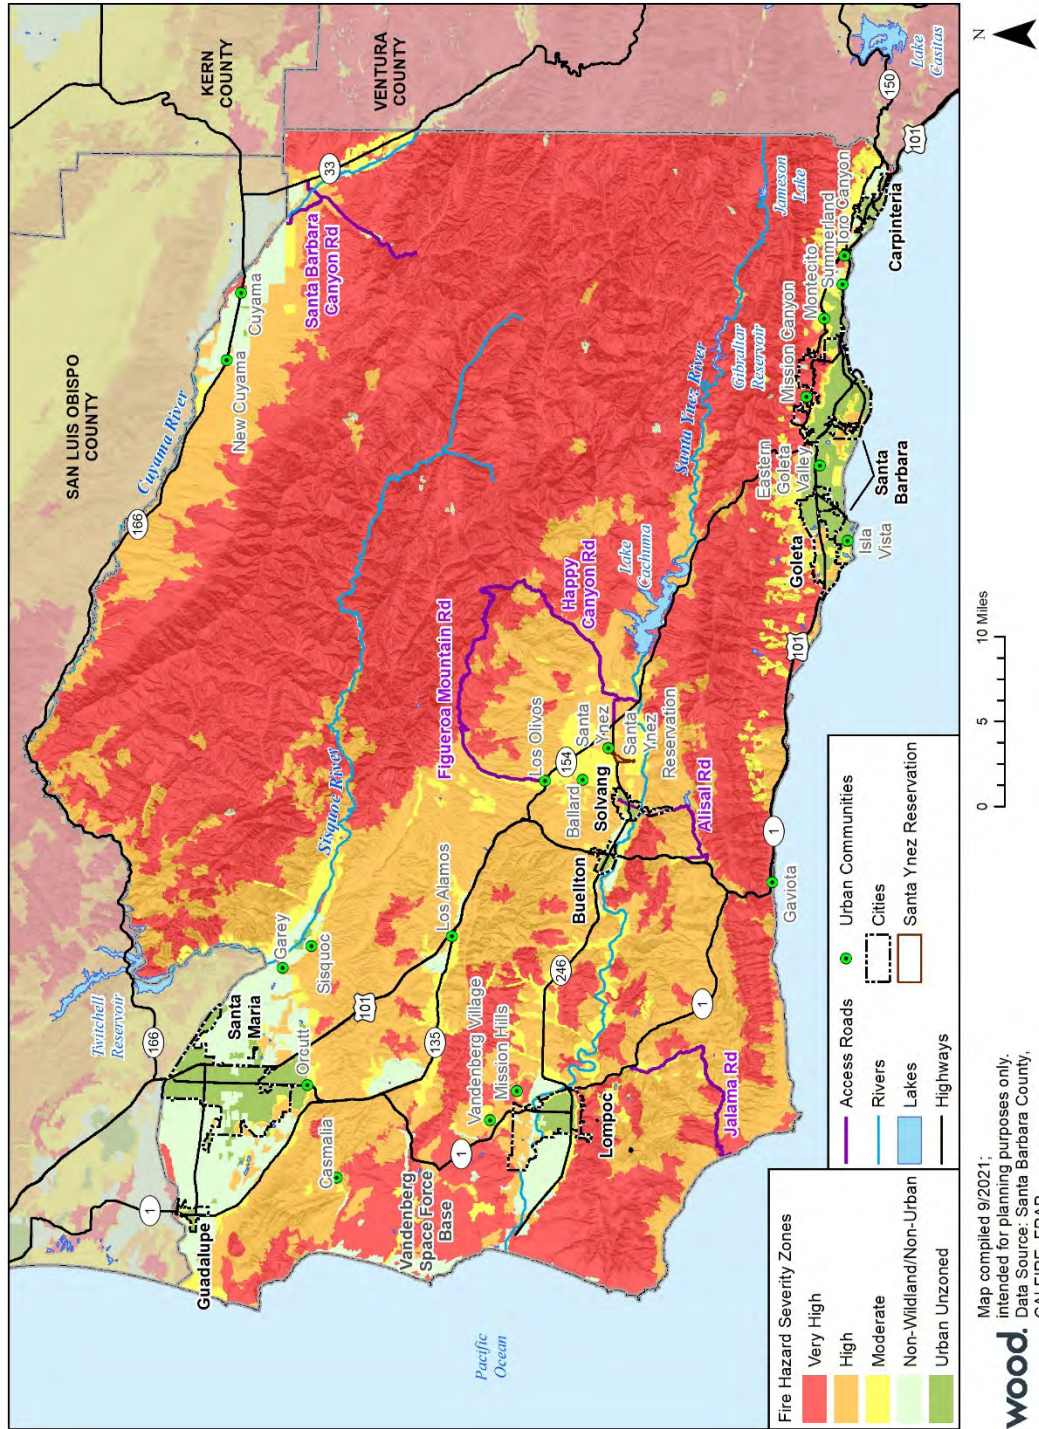 SAN LUIS OBISPO
COUNTY
KERN
COUNTY
VENTURA
COUNTY
Twitchell
Reservoir
166
Cuyama River
166
33
Santa Barbara
Canyon Rd
New Cuyama
Cuyama
1
Guadalupe
Santa
Maria
Orcutt
Garey
Sisquoc
Sisquoc River
Casmalia
101
135
Los Alamos
Figueroa Mountain Rd
Happy
Canyon Rd
Vandenberg
Space Force
Base
1
Vandenberg Village
Mission Hills
246
Los Olivos
154
Ballard
Santa
Ynez
Solvang
Buellton
Santa
Ynez
Reservation
Lake
Cachuma
Santa Ynez River
Gibraltar
Reservoir
Jameson
Lake
Lompoc
Jalama Rd
1
Alisal Rd
1
Gaviota
101
Goleta
Isla
Vista
Eastern
Goleta
Valley
Santa
Barbara
Mission Canyon
Montecito
Summerland
Toro Canyon
Carpinteria
150
101
Lake
Casitas
Pacific
Ocean
N
0
5
10 Miles
Fire Hazard Severity Zones
Very High
High
Moderate
Non-Wildland/Non-Urban
Urban Unzoned
Access Roads
Rivers
Lakes
Highways
Urban Communities
Cities
Santa Ynez Reservation
wood.
Map compiled 9/2021;
intended for planning purposes only.
Data Source: Santa Barbara County,
CALFIRE, FRAP